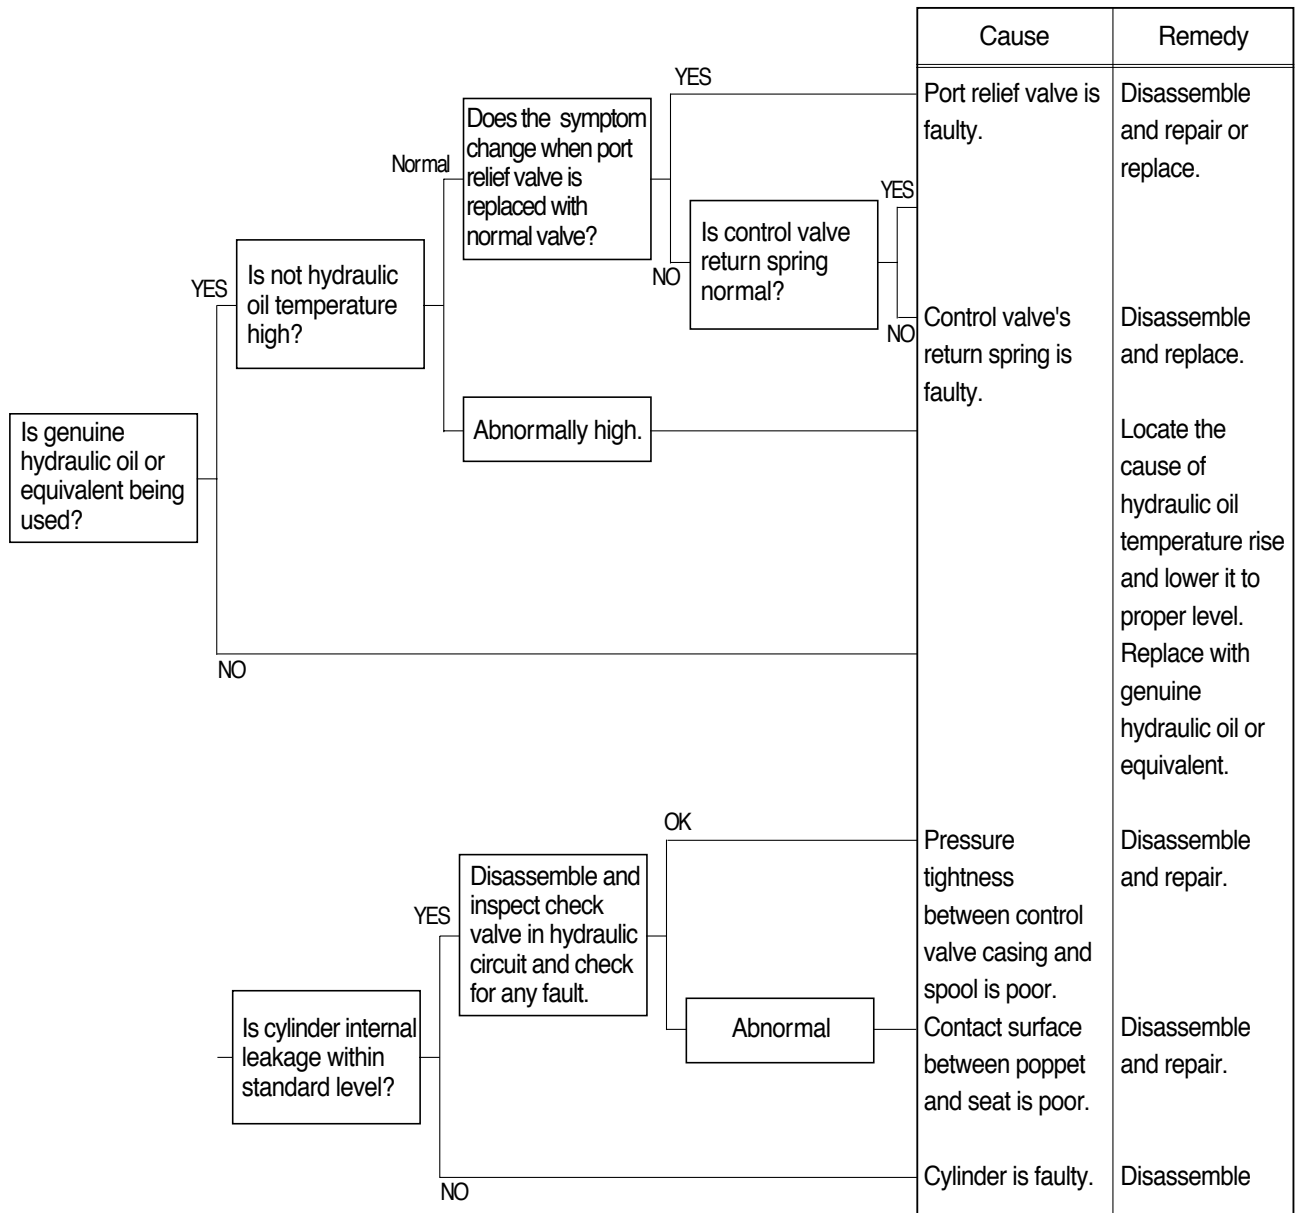 Cause
Remedy
YES
Port relief valve is
faulty.
Disassemble
and repair or
replace.
Does the symptom
change when port
relief valve is
replaced with
normal valve?
Normal
YES
Is control valve
return spring
normal?
NO
YES
Is not hydraulic
oil temperature
high?
NO
Control valve's
return spring is
faulty.
Disassemble
and replace.
Abnormally high.
Is genuine
hydraulic oil or
equivalent being
used?
Locate the
cause of
hydraulic oil
temperature rise
and lower it to
proper level.
NO
Replace with
genuine
hydraulic oil or
equivalent.
OK
Pressure
tightness
between control
valve casing and
spool is poor.
Disassemble
and repair.
YES
Disassemble and
inspect check
valve in hydraulic
circuit and check
for any fault.
Is cylinder internal
leakage within
standard level?
Abnormal
Contact surface
between poppet
and seat is poor.
Disassemble
and repair.
NO
Cylinder is faulty.
Disassemble